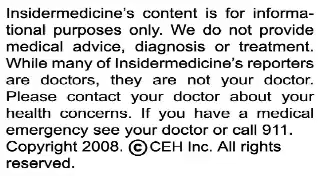 Insidermedicine's content is for informa-
tional purposes only. We do not provide
medical advice, diagnosis or treatment.
While many of Insidermedicine's reporters
are doctors, they are not your doctor.
Please contact your doctor about your
health concerns. If you have a medical
emergency see your doctor or call 911.
Copyright 2008. ©CEH Inc. All rights
reserved.